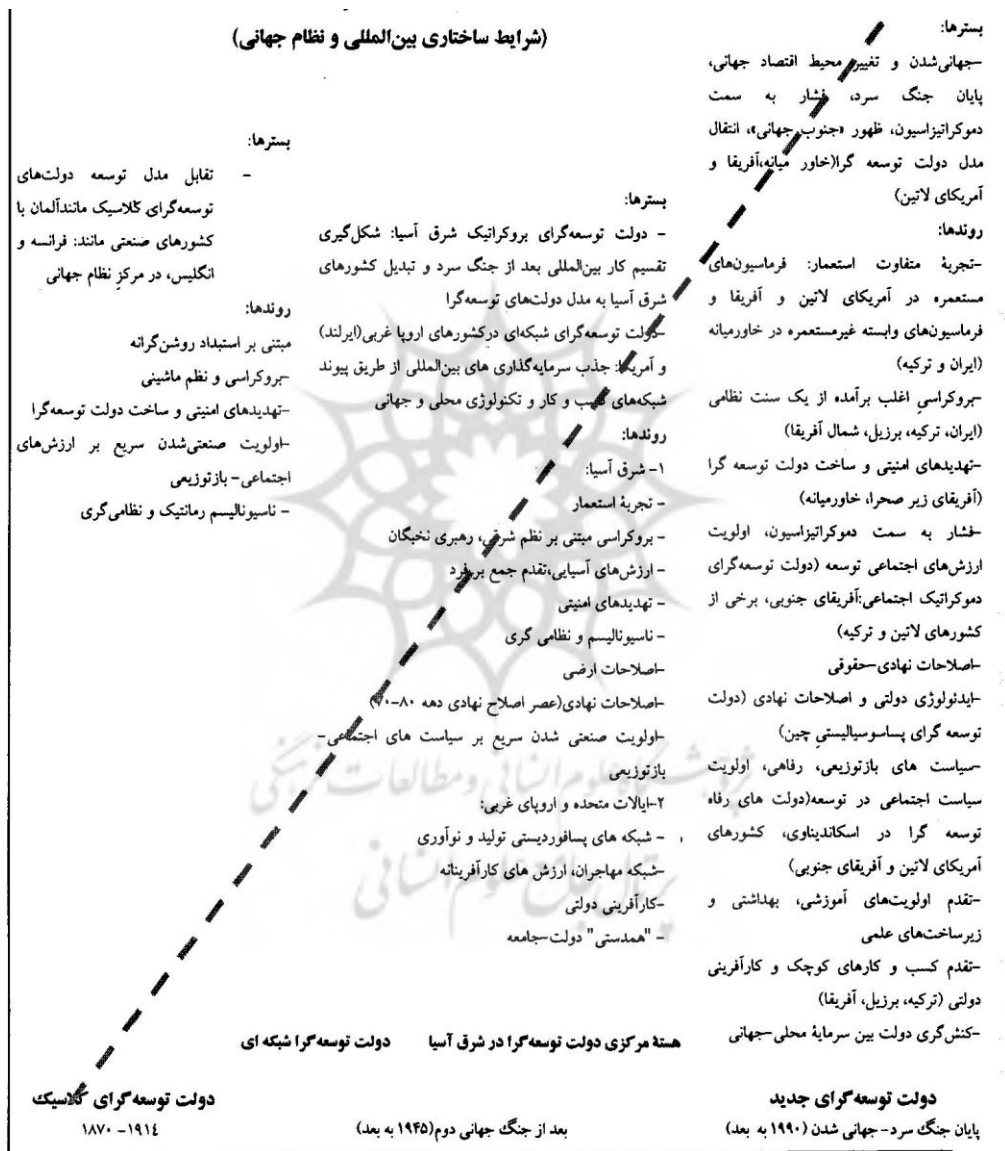 (شرایط ساختاری بین‌المللی و نظام جهانی)
بسترها:
-جهانی‌شدن و تغییر محیط اقتصاد جهانی،
پایان جنگ سرد، فشار به سمت
دموکراتیزاسیون، ظهور «جنوب جهانی»، انتقال
مدل دولت توسعه گرا(خاور میانه،آفریقا و
آمریکای لاتین)
روندها:
-تجربهٔ متفاوت استعمار: فرماسیون‌های
مستعمره در آمریکای لاتین و آفریقا و
فرماسیون‌های وابسته غیرمستعمره در خاورمیانه
(ایران و ترکیه)
-بروکراسیِ اغلب برآمده از یک سنت نظامی
(ایران، ترکیه، برزیل، شمال آفریقا)
-تهدیدهای امنیتی و ساخت دولت توسعه گرا
(آفریقای زیر صحرا، خاورمیانه)
-فشار به سمت دموکراتیزاسیون، اولویت
ارزش‌های اجتماعی توسعه (دولت توسعه‌گرای
دموکراتیک اجتماعی:آفریقای جنوبی، برخی از
کشورهای لاتین و ترکیه)
-اصلاحات نهادی-حقوقی
-ایدئولوژی دولتی و اصلاحات نهادی (دولت
توسعه گرای پساسوسیالیستیِ چین)
-سیاست های بازتوزیعی، رفاهی، اولویت
سیاست اجتماعی در توسعه(دولت های رفاه
توسعه گرا در اسکاندیناوی، کشورهای
آمریکای لاتین و آفریقای جنوبی)
-تقدم اولویت‌های آموزشی، بهداشتی و
زیرساخت‌های علمی
-تقدم کسب و کارهای کوچک و کارآفرینی
دولتی (ترکیه، برزیل، آفریقا)
-کنش‌گری دولت بین سرمایهٔ محلی-جهانی
دولت توسعه‌گرای جدید
پایان جنگ سرد-جهانی شدن (۱۹۹۰ به بعد)
بسترها:
- دولت توسعه‌گرای بروکراتیک شرق آسیا: شکل‌گیری
تقسیم کار بین‌المللی بعد از جنگ سرد و تبدیل کشورهای
شرق آسیا به مدل دولت‌های توسعه‌گرا
-دولت توسعه‌گرای شبکه‌ای درکشورهای اروپا غربی(ایرلند)
و آمریکا: جذب سرمایه‌گذاری های بین‌المللی از طریق پیوند
شبکه‌های کسب و کار و تکنولوژی محلی و جهانی
روندها:
۱- شرق آسیا:
- تجربهٔ استعمار
- بروکراسی مبتنی بر نظم شرقی، رهبری نخبگان
- ارزش‌های آسیایی،تقدم جمع بر فرد
- تهدیدهای امنیتی
- ناسیونالیسم و نظامی گری
-اصلاحات ارضی
-اصلاحات نهادی(عصر اصلاح نهادی دهه ۸۰-۷۰)
-اولویت صنعتی شدن سریع بر سیاست های اجتماعی-
بازتوزیعی
۲-ایالات متحده و اروپای غربی:
- شبکه های پسافوردیستی تولید و نوآوری
-شبکه مهاجران، ارزش های کارآفرینانه
-کارآفرینی دولتی
- "همدستی" دولت-جامعه
هستهٔ مرکزی دولت توسعه‌گرا در شرق آسیا دولت توسعه‌گرا شبکه ای
بعد از جنگ جهانی دوم(۱۹۴۵ به بعد)
بسترها:
- تقابل مدل توسعه دولت‌های
توسعه‌گرای کلاسیک مانندآلمان با
کشورهای صنعتی مانند: فرانسه و
انگلیس، در مرکزِ نظام جهانی
روندها:
مبتنی بر استبداد روشن‌گرانه
-بروکراسی و نظم ماشینی
-تهدیدهای امنیتی و ساخت دولت توسعه‌گرا
-اولویت صنعتی‌شدن سریع بر ارزش‌های
اجتماعی- بازتوزیعی
- ناسیونالیسم رمانتیک و نظامی‌گری
دولت توسعه‌گرای کلاسیک
۱۸۷۰ -۱۹۱٤
پژوهشگاه علوم انسانی و مطالعات فرهنگی
پرتال جامع علوم انسانی